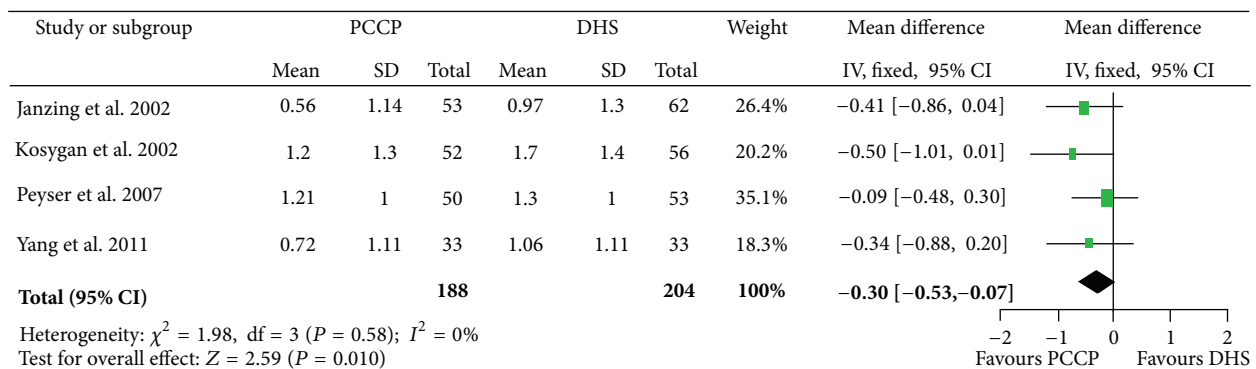 Study or subgroup PCCP DHS Weight Mean difference Mean difference
Mean SD Total Mean SD Total IV, fixed, 95% CI IV, fixed, 95% CI
Janzing et al. 2002 0.56 1.14 53 0.97 1.3 62 26.4% −0.41 [−0.86, 0.04]
Kosygan et al. 2002 1.2 1.3 52 1.7 1.4 56 20.2% −0.50 [−1.01, 0.01]
Peyser et al. 2007 1.21 1 50 1.3 1 53 35.1% −0.09 [−0.48, 0.30]
Yang et al. 2011 0.72 1.11 33 1.06 1.11 33 18.3% −0.34 [−0.88, 0.20]
Total (95% CI) 188 204 100% −0.30 [−0.53,−0.07]
Heterogeneity: χ² = 1.98, df = 3 (P = 0.58); I² = 0%
Test for overall effect: Z = 2.59 (P = 0.010)
−2 −1 0 1 2
Favours PCCP Favours DHS